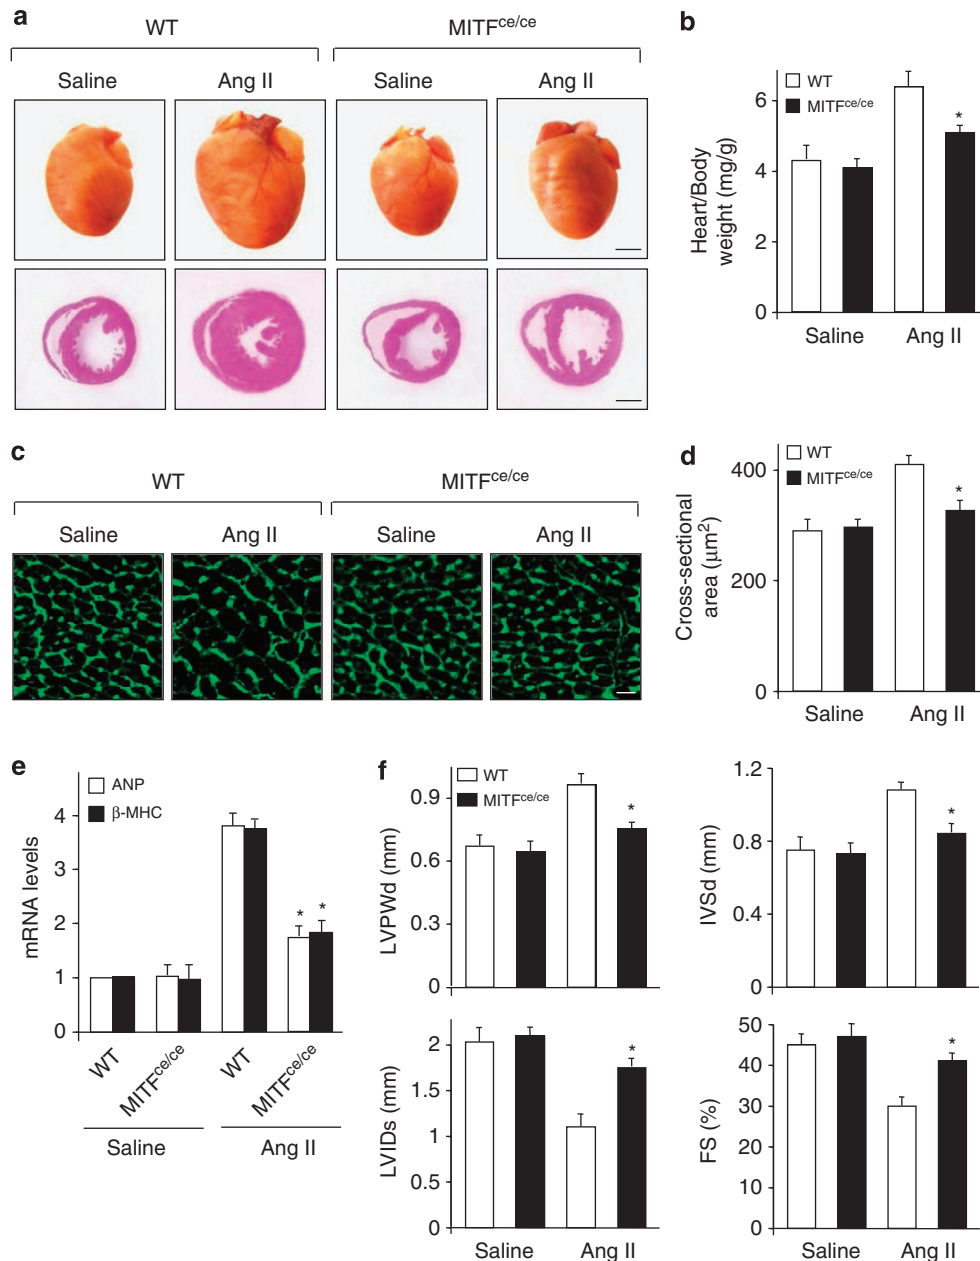 a
WT
MITFce/ce
Saline
Ang II
Saline
Ang II
b
WT
MITFce/ce
Heart/Body
weight (mg/g)
6
4
2
0
*
Saline
Ang II
c
WT
MITFce/ce
Saline
Ang II
Saline
Ang II
d
WT
MITFce/ce
Cross-sectional
area (μm2)
400
200
0
*
Saline
Ang II
e
ANP
β-MHC
mRNA levels
4
3
2
1
0
* *
WT
MITFce/ce
WT
MITFce/ce
Saline
Ang II
f
WT
MITFce/ce
LVPWd (mm)
0.9
0.6
0.3
0
*
IVSd (mm)
1.2
0.8
0.4
0
*
LVIDs (mm)
2
1.5
1
0.5
0
*
Saline
Ang II
FS (%)
50
40
30
20
10
0
*
Saline
Ang II